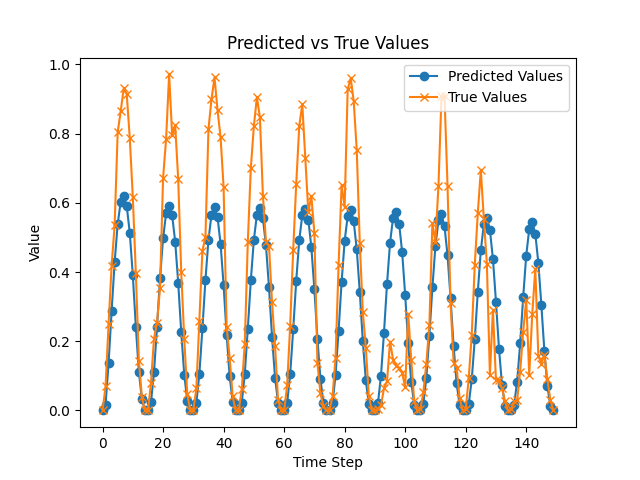 Predicted vs True Values
Predicted Values
True Values
1.0
0.8
0.6
0.4
0.2
0.0
Value
0 20 40 60 80 100 120 140
Time Step